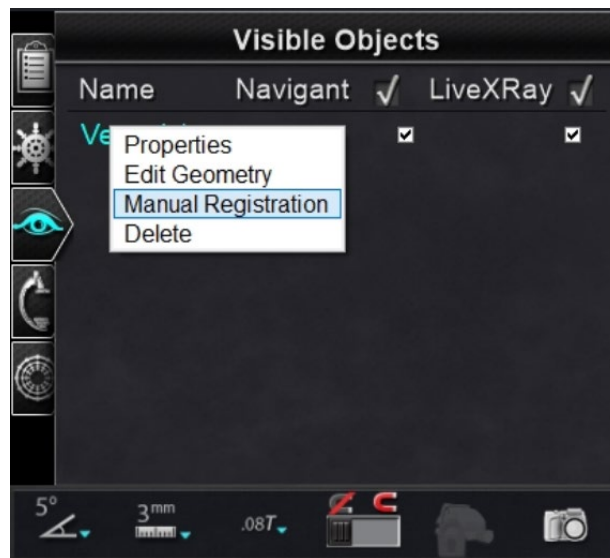 Visible Objects
Name Navigant LiveXRay
Properties
Edit Geometry
Manual Registration
Delete
5° 3mm .08T